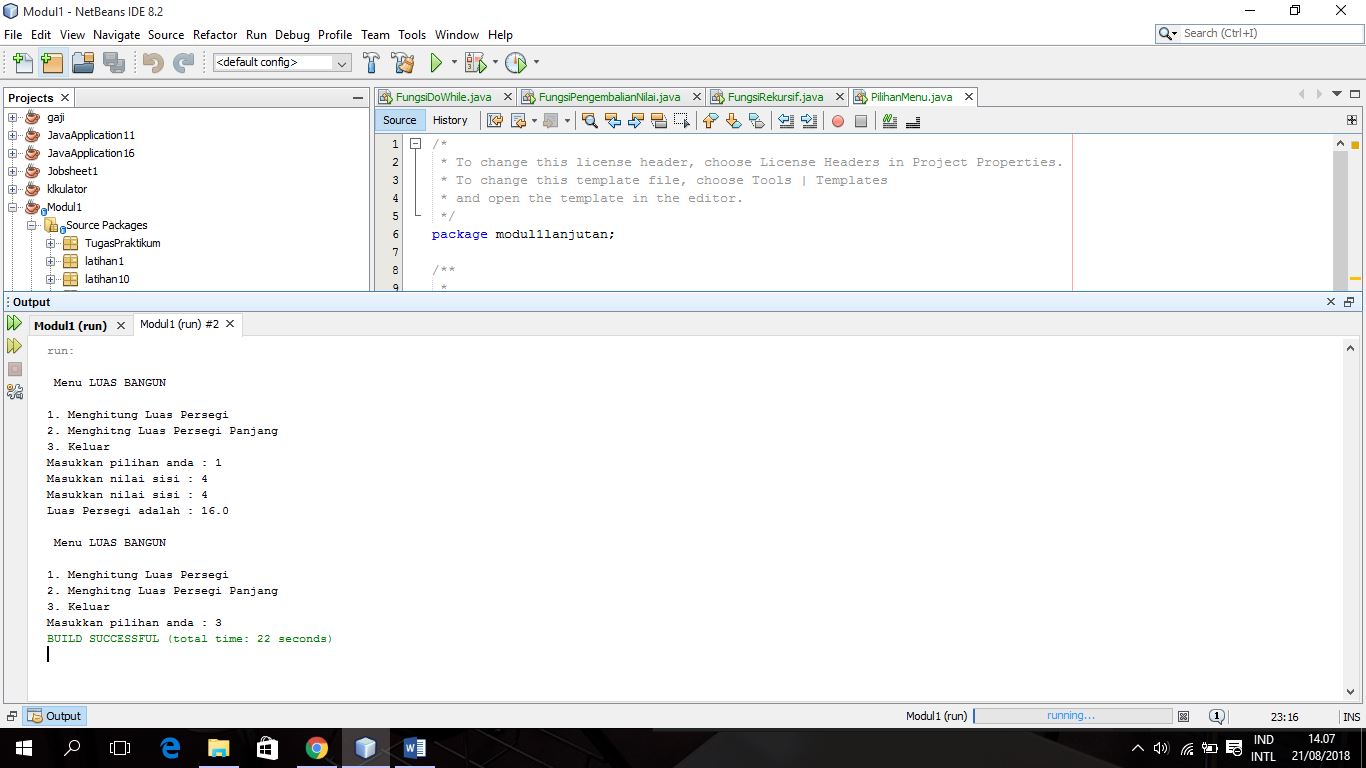 Modul1 - NetBeans IDE 8.2
File Edit View Navigate Source Refactor Run Debug Profile Team Tools Window Help
Search (Ctrl+I)
<default config>
Projects
FungsiDoWhile.java FungsiPengembalianNilai.java FungsiRekursif.java PilihanMenu.java
Source History
gaji
JavaApplication11
JavaApplication16
Jobsheet1
klkulator
Modul1
Source Packages
TugasPraktikum
latihan1
latihan10
1 /*
2 * To change this license header, choose License Headers in Project Properties.
3 * To change this template file, choose Tools | Templates
4 * and open the template in the editor.
5 */
6 package modul1lanjutan;
7
8 /**
9 *
Output
Modul1 (run) Modul1 (run) #2
run:
Menu LUAS BANGUN
1. Menghitung Luas Persegi
2. Menghitng Luas Persegi Panjang
3. Keluar
Masukkan pilihan anda : 1
Masukkan nilai sisi : 4
Masukkan nilai sisi : 4
Luas Persegi adalah : 16.0
Menu LUAS BANGUN
1. Menghitung Luas Persegi
2. Menghitng Luas Persegi Panjang
3. Keluar
Masukkan pilihan anda : 3
BUILD SUCCESSFUL (total time: 22 seconds)
Output Modul1 (run) running... 1 23:16 INS
IND 14.07
INTL 21/08/2018